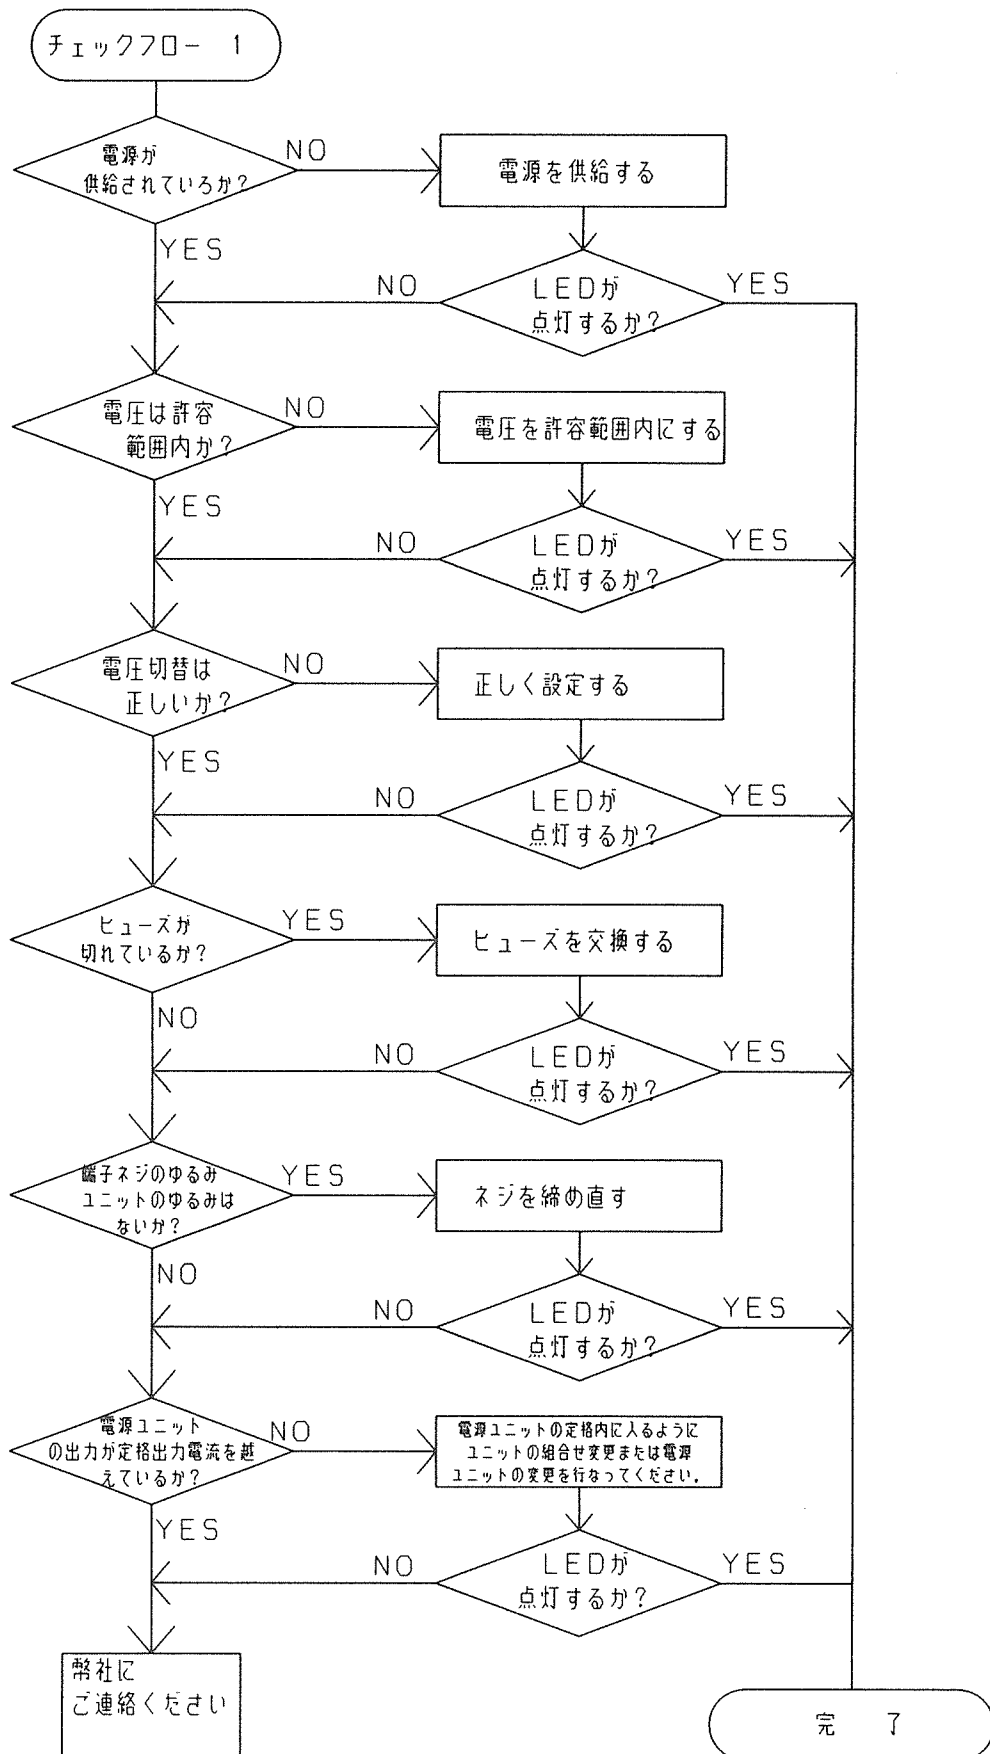 チェックフロー 1
電源が
供給されているか?
NO
電源を供給する
YES
NO
LEDが
点灯するか?
YES
電圧は許容
範囲内か?
NO
電圧を許容範囲内にする
YES
NO
LEDが
点灯するか?
YES
電圧切替は
正しいか?
NO
正しく設定する
YES
NO
LEDが
点灯するか?
YES
ヒューズが
切れているか?
YES
ヒューズを交換する
NO
NO
LEDが
点灯するか?
YES
端子ネジのゆるみ
ユニットのゆるみは
ないか?
YES
ネジを締め直す
NO
NO
LEDが
点灯するか?
YES
電源ユニット
の出力が定格出力電流を越
えているか?
NO
電源ユニットの定格内に入るように
ユニットの組合せ変更または電源
ユニットの変更を行なってください。
YES
NO
LEDが
点灯するか?
YES
弊社に
ご連絡ください
完 了